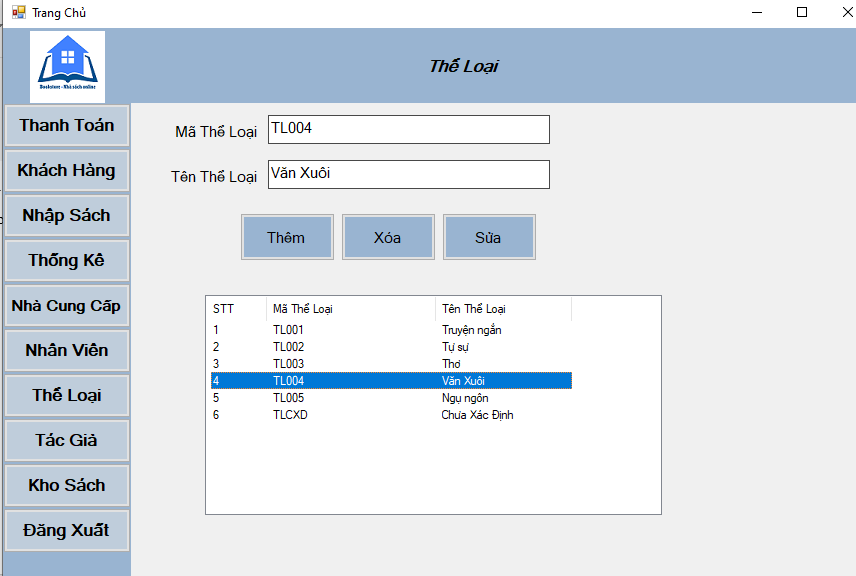 Trang Chủ
Bookstore - Nhà sách online
Thể Loại
Thanh Toán
Khách Hàng
Nhập Sách
Thống Kê
Nhà Cung Cấp
Nhân Viên
Thể Loại
Tác Giả
Kho Sách
Đăng Xuất
Mã Thể Loại TL004
Tên Thể Loại Văn Xuôi
Thêm Xóa Sửa
STT Mã Thể Loại Tên Thể Loại
1 TL001 Truyện ngắn
2 TL002 Tự sự
3 TL003 Thơ
4 TL004 Văn Xuôi
5 TL005 Ngụ ngôn
6 TLCXD Chưa Xác Định